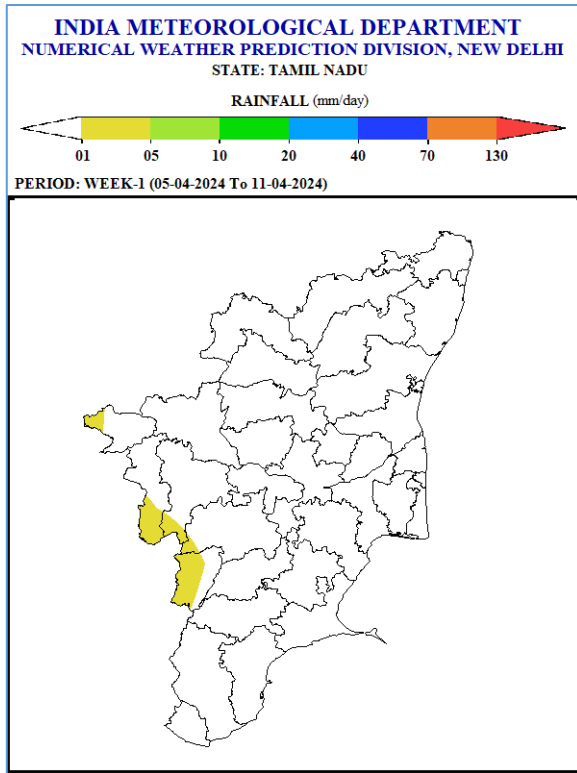 INDIA METEOROLOGICAL DEPARTMENT
NUMERICAL WEATHER PREDICTION DIVISION, NEW DELHI
STATE: TAMIL NADU
RAINFALL (mm/day)
01 05 10 20 40 70 130
PERIOD: WEEK-1 (05-04-2024 To 11-04-2024)